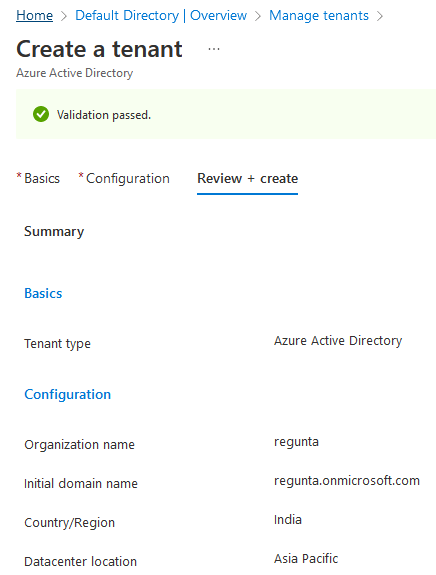 Home > Default Directory | Overview > Manage tenants >
Create a tenant ...
Azure Active Directory
Validation passed.
* Basics * Configuration Review + create
Summary
Basics
Tenant type Azure Active Directory
Configuration
Organization name regunta
Initial domain name regunta.onmicrosoft.com
Country/Region India
Datacenter location Asia Pacific